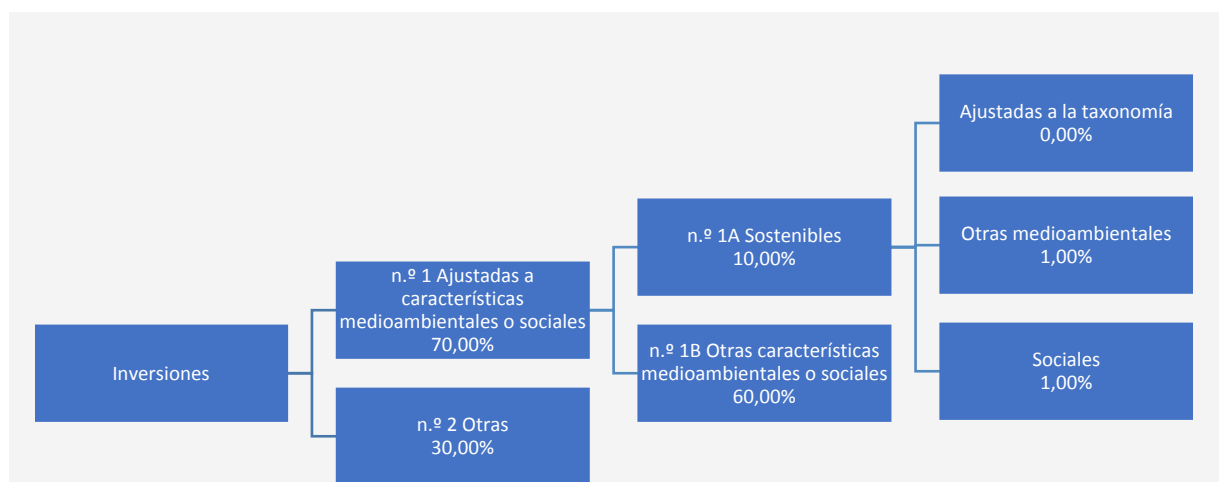 Inversiones
n.º 1 Ajustadas a
características
medioambientales o sociales
70,00%
n.º 2 Otras
30,00%
n.º 1A Sostenibles
10,00%
n.º 1B Otras características
medioambientales o sociales
60,00%
Ajustadas a la taxonomía
0,00%
Otras medioambientales
1,00%
Sociales
1,00%